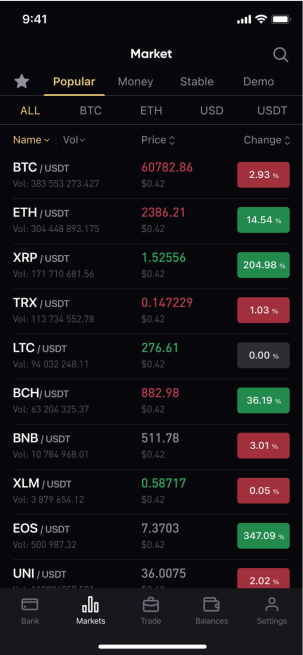 9:41
Market
Popular Money Stable Demo
ALL BTC ETH USD USDT
Name Vol Price Change
BTC / USDT 60782.86 2.93 %
Vol: 383 553 273.427 $0.42
ETH / USDT 2386.21 14.54 %
Vol: 304 448 893.175 $0.42
XRP / USDT 1.52556 204.98 %
Vol: 171 710 681.56 $0.42
TRX / USDT 0.147229 1.03 %
Vol: 113 734 552.78 $0.42
LTC / USDT 276.61 0.00 %
Vol: 94 032 248.11 $0.42
BCH/ USDT 882.98 36.19 %
Vol: 63 204 325.37 $0.42
BNB / USDT 511.78 3.01 %
Vol: 10 784 968.01 $0.42
XLM / USDT 0.58717 0.05 %
Vol: 3 879 654.12 $0.42
EOS / USDT 7.3703 347.09 %
Vol: 500 987.32 $0.42
UNI / USDT 36.0075 2.02 %
Bank Markets Trade Balances Settings